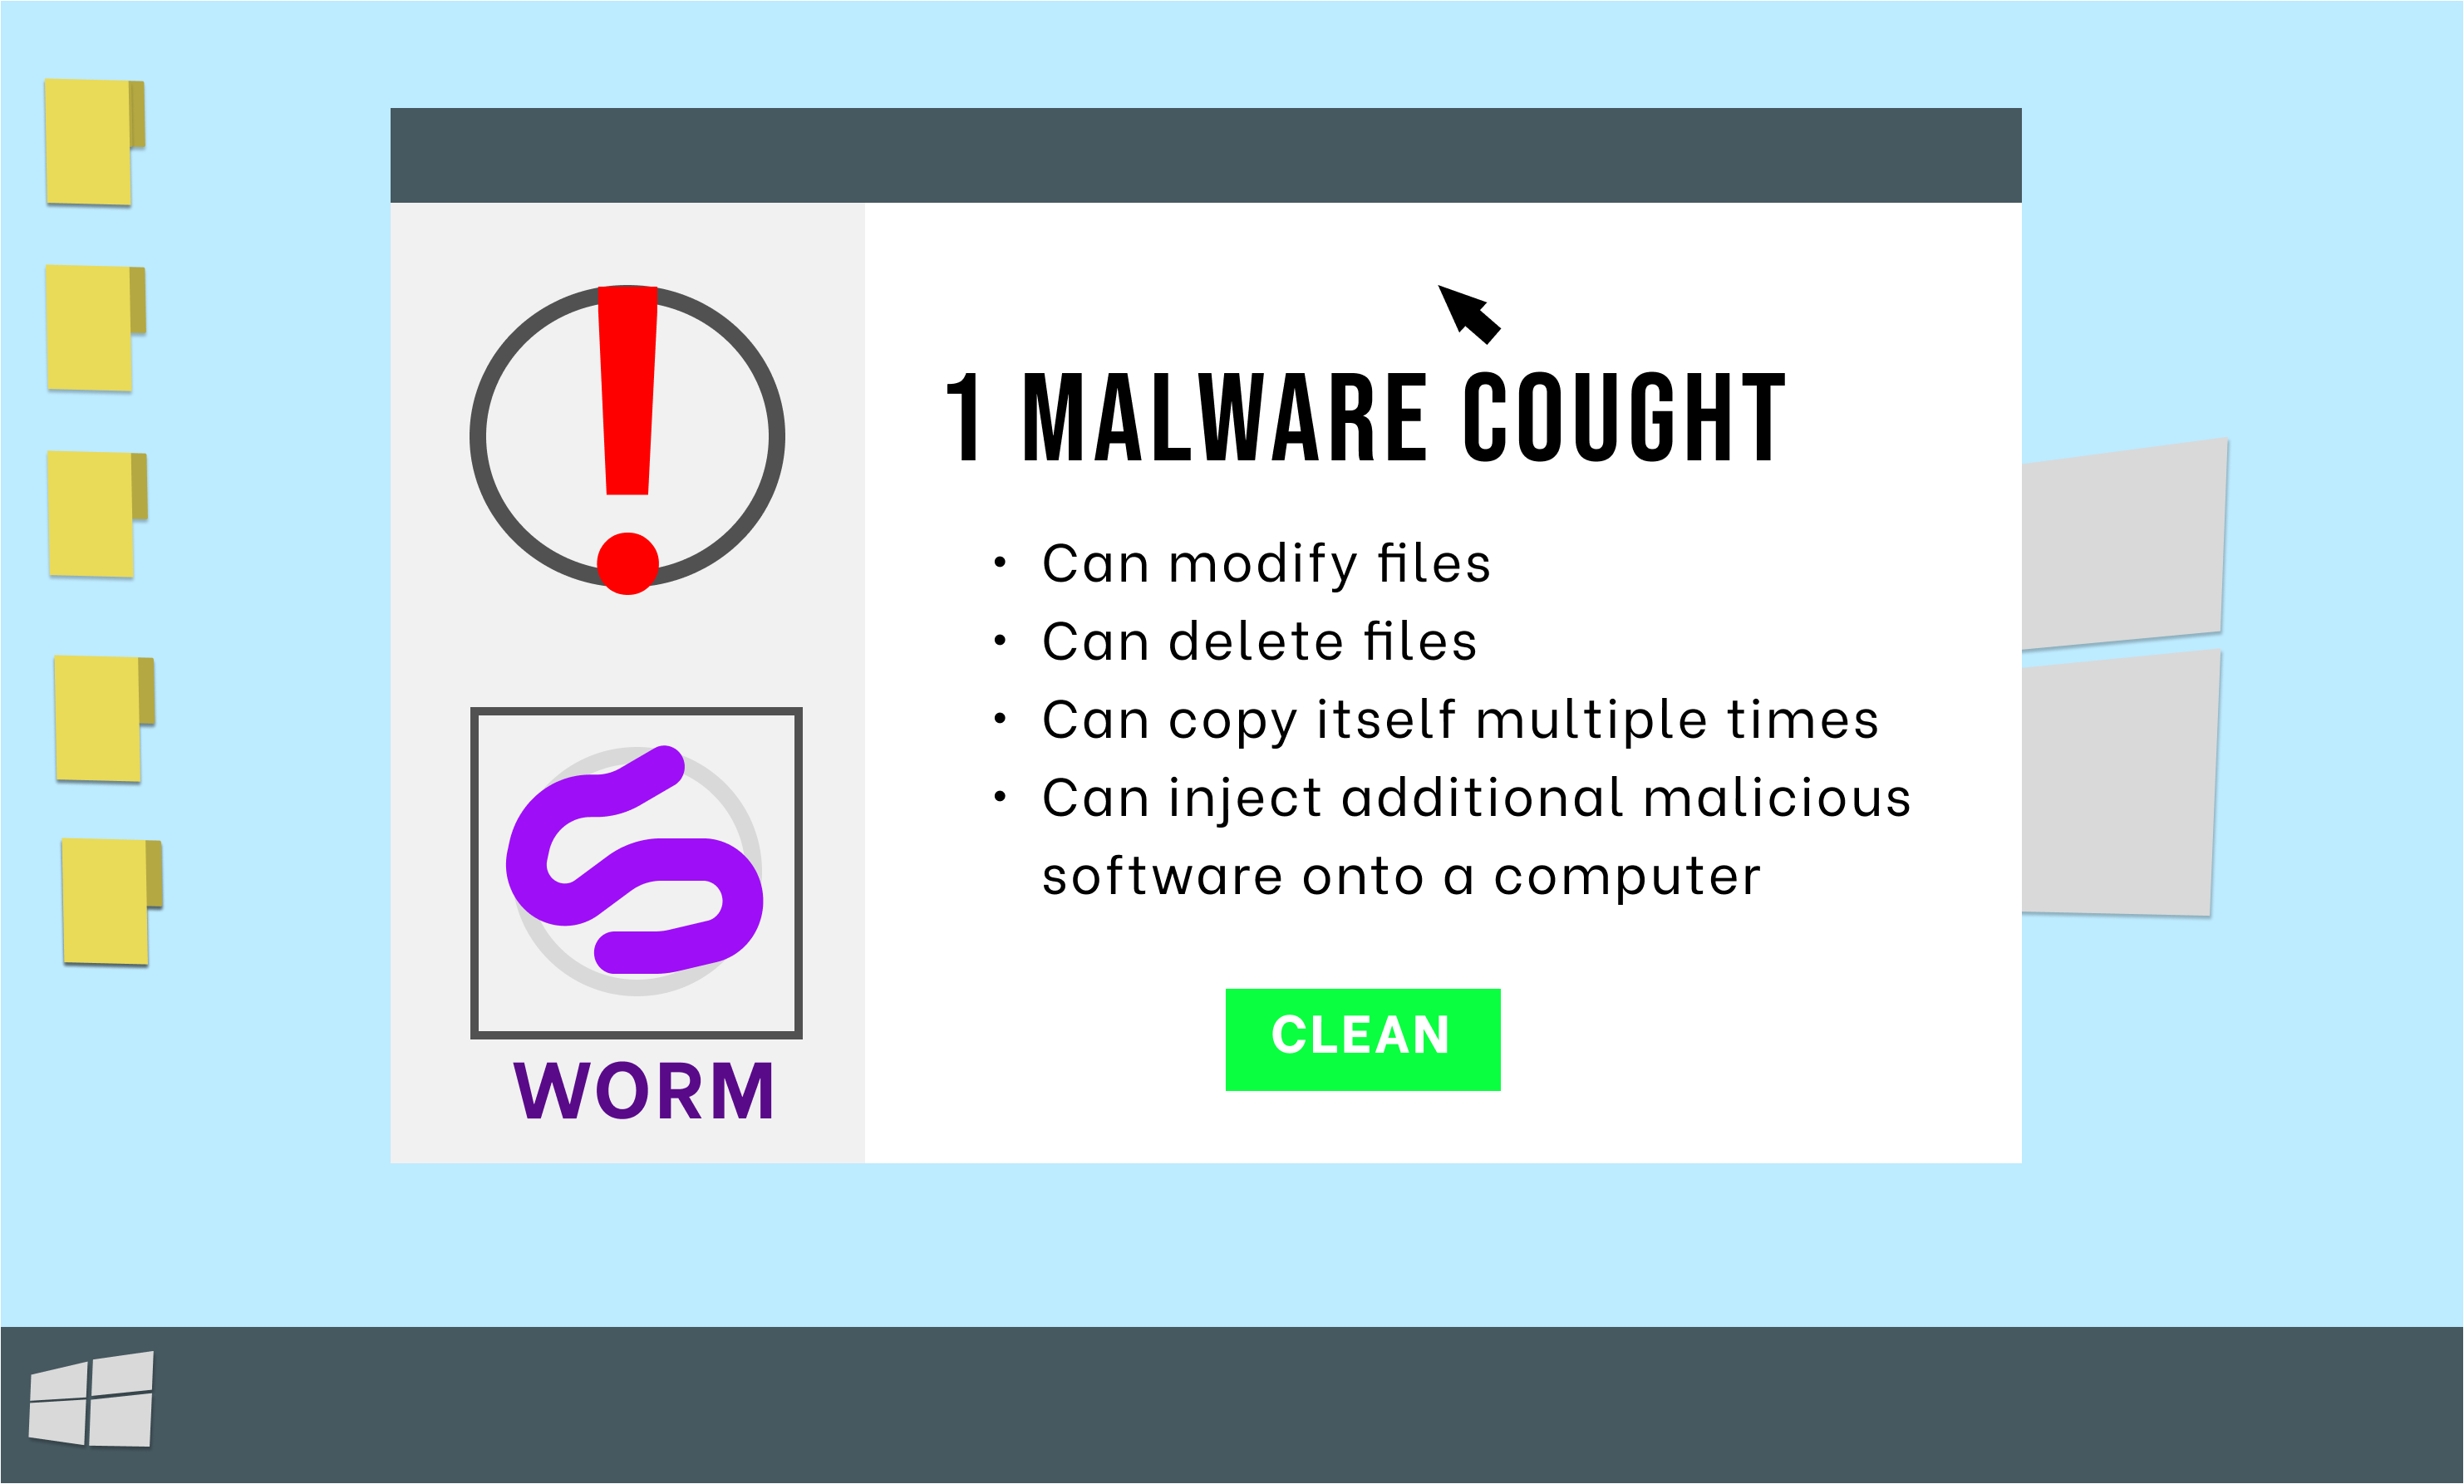 1 MALWARE COUGHT
• Can modify files
• Can delete files
• Can copy itself multiple times
• Can inject additional malicious
software onto a computer
CLEAN
WORM